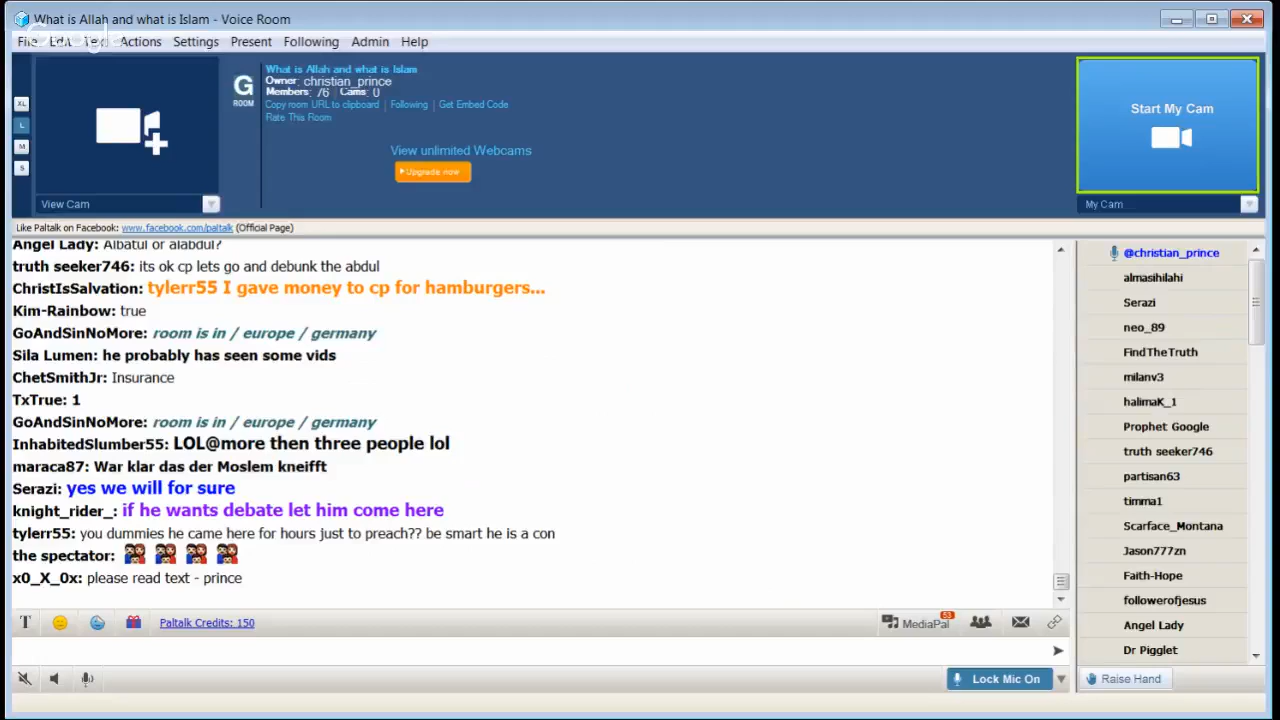 What is Allah and what is Islam - Voice Room
File Edit Text Actions Settings Present Following Admin Help
Google
XL
L
M
S
G
ROOM
What is Allah and what is Islam
Owner: christian_prince
Members: 76 | Cams: 0
Copy room URL to clipboard | Following | Get Embed Code
Rate This Room
View unlimited Webcams
Upgrade now
Start My Cam
View Cam
My Cam
Like Paltalk on Facebook: www.facebook.com/paltalk (Official Page)
Angel Lady: Albatul or alabdul?
truth seeker746: its ok cp lets go and debunk the abdul
ChristIsSalvation: tylerr55 I gave money to cp for hamburgers...
Kim-Rainbow: true
GoAndSinNoMore: room is in / europe / germany
Sila Lumen: he probably has seen some vids
ChetSmithJr: Insurance
TxTrue: 1
GoAndSinNoMore: room is in / europe / germany
InhabitedSlumber55: LOL@more then three people lol
maraca87: War klar das der Moslem kneifft
Serazi: yes we will for sure
knight_rider_: if he wants debate let him come here
tylerr55: you dummies he came here for hours just to preach?? be smart he is a con
the spectator:
x0_X_0x: please read text - prince
@christian_prince
almasihilahi
Serazi
neo_89
FindTheTruth
milanv3
halimaK_1
Prophet Google
truth seeker746
partisan63
timma1
Scarface_Montana
Jason777zn
Faith-Hope
followerofjesus
Angel Lady
Dr Pigglet
T
Paltalk Credits: 150
MediaPal
53
Lock Mic On
Raise Hand